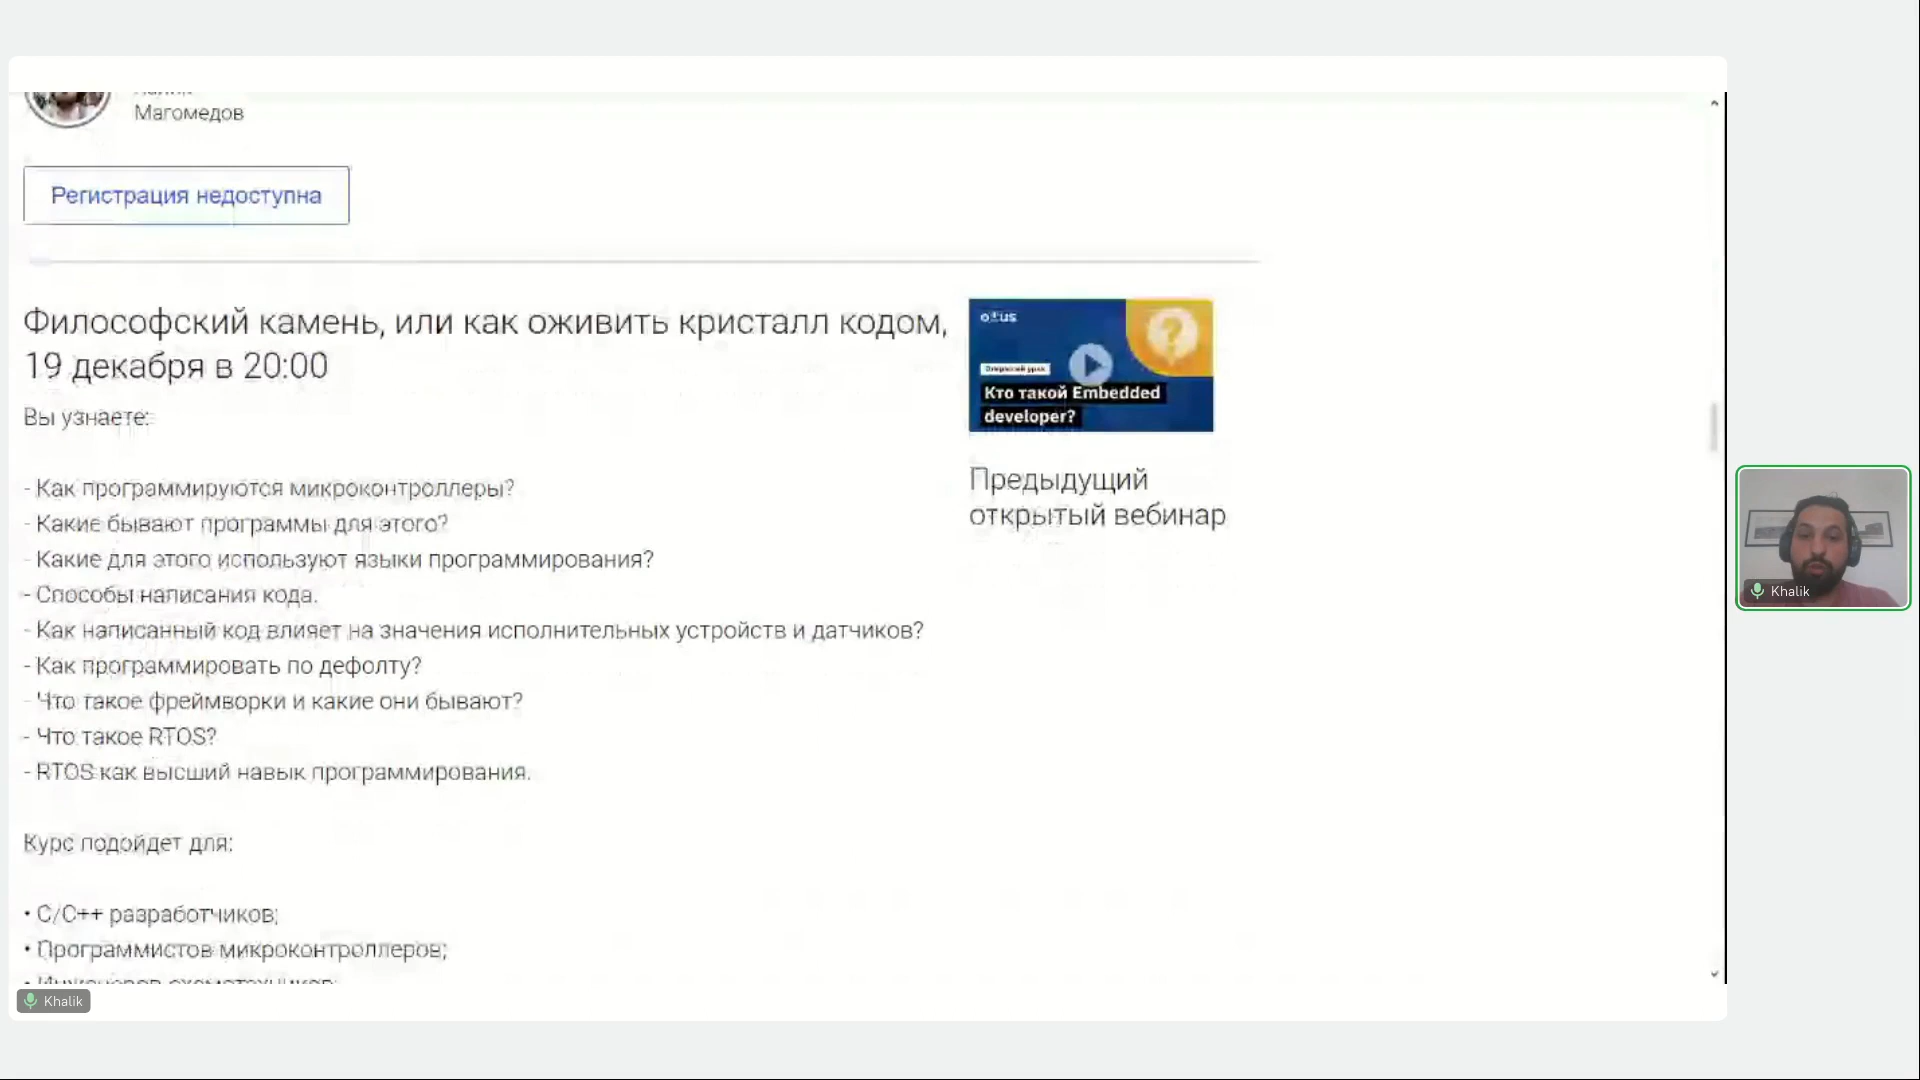 Магомедов
Регистрация недоступна
Философский камень, или как оживить кристалл кодом,
19 декабря в 20:00
Вы узнаете:
- Как программируются микроконтроллеры?
- Какие бывают программы для этого?
- Какие для этого используют языки программирования?
- Способы написания кода.
- Как написанный код влияет на значения исполнительных устройств и датчиков?
- Как программировать по дефолту?
- Что такое фреймворки и какие они бывают?
- Что такое RTOS?
- RTOS как высший навык программирования.
Курс подойдет для:
• C/C++ разработчиков;
• Программистов микроконтроллеров;
• Инженеров схемотехников;
otus
Открытый урок
Кто такой Embedded
developer?
Предыдущий
открытый вебинар
Khalik
Khalik